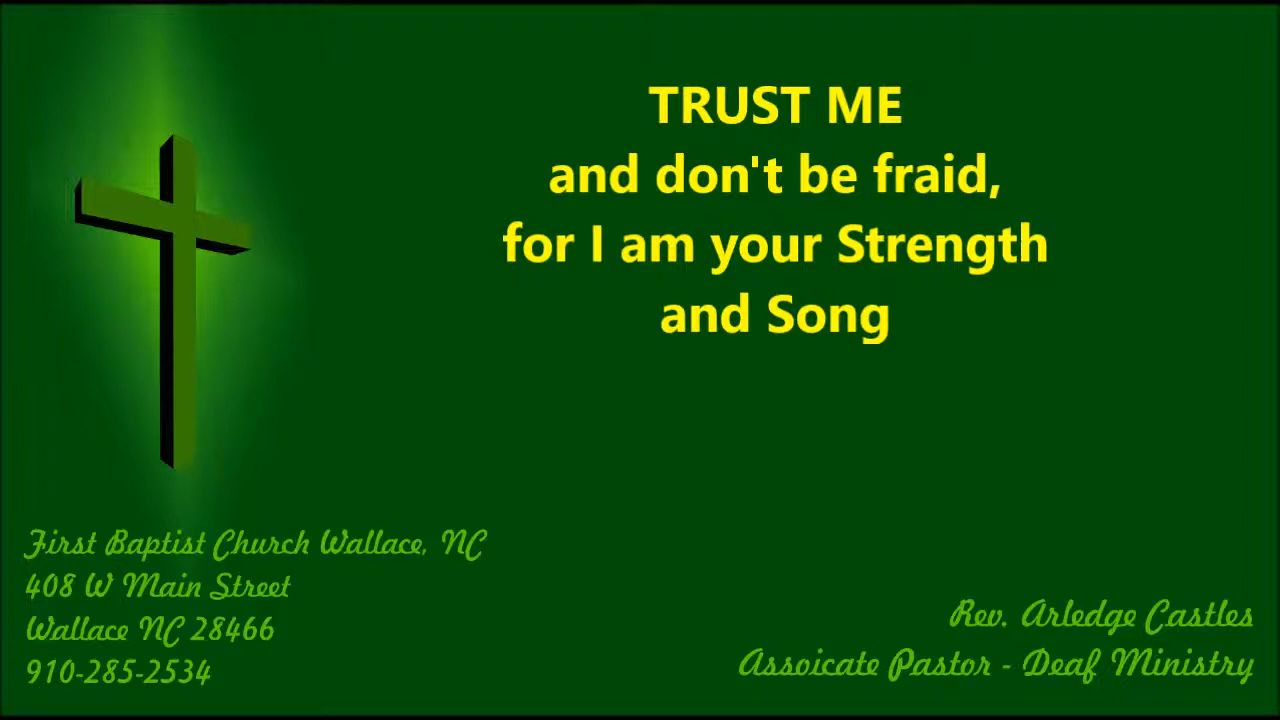 TRUST ME
and don't be fraid,
for I am your Strength
and Song
First Baptist Church Wallace, NC
408 W Main Street
Wallace NC 28466
910-285-2534
Rev. Arledge Castles
Assoicate Pastor - Deaf Ministry